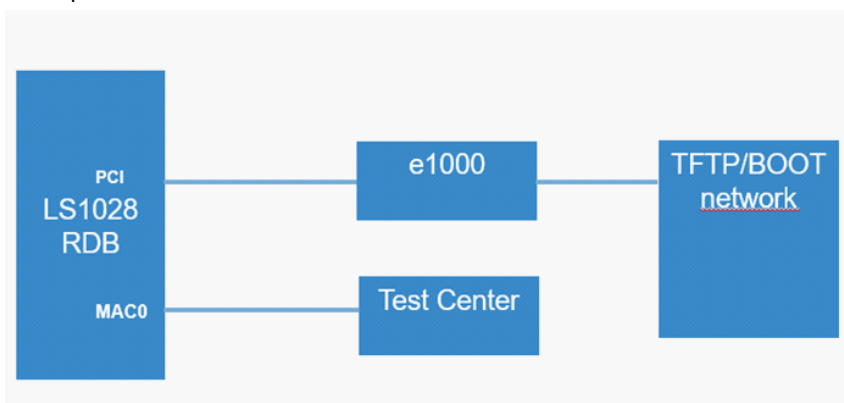 PCI
LS1028
RDB
MAC0
e1000
Test Center
TFTP/BOOT
network